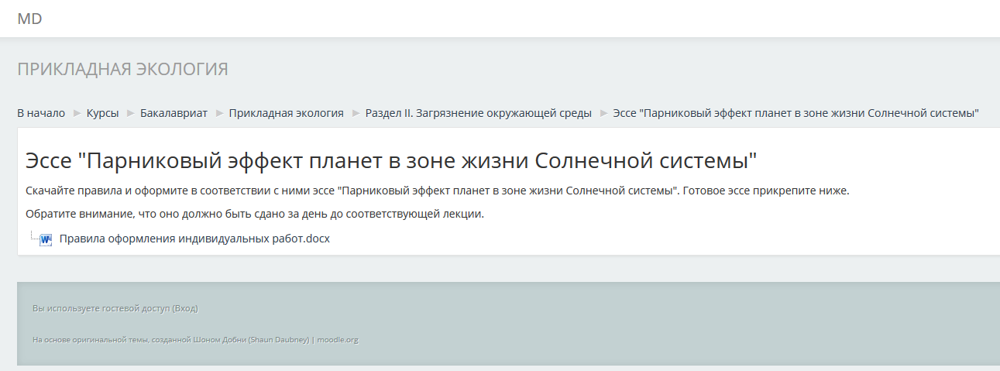 MD
ПРИКЛАДНАЯ ЭКОЛОГИЯ
В начало ► Курсы ► Бакалавриат ► Прикладная экология ► Раздел II. Загрязнение окружающей среды ► Эссе "Парниковый эффект планет в зоне жизни Солнечной системы"
Эссе "Парниковый эффект планет в зоне жизни Солнечной системы"
Скачайте правила и оформите в соответствии с ними эссе "Парниковый эффект планет в зоне жизни Солнечной системы". Готовое эссе прикрепите ниже.
Обратите внимание, что оно должно быть сдано за день до соответствующей лекции.
Правила оформления индивидуальных работ.docx
Вы используете гостевой доступ (Вход)
На основе оригинальной темы, созданной Шоном Добни (Shaun Daubney) | moodle.org